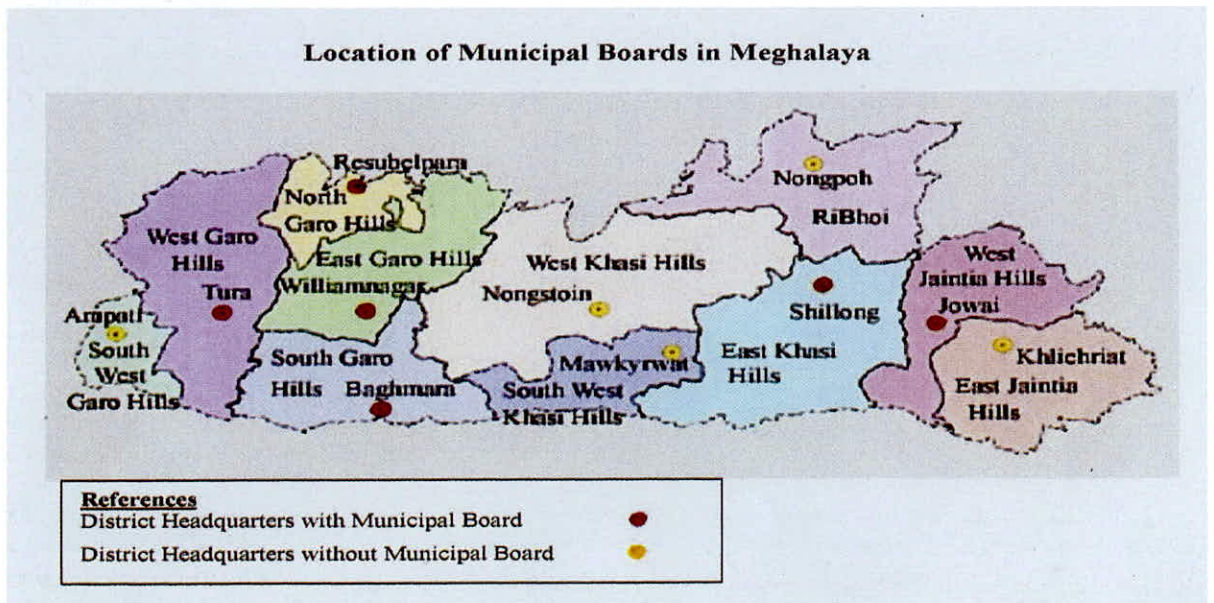 Location of Municipal Boards in Meghalaya
Resubelpara
North
Garo Hills
Nongpoh
RiBhoi
West Garo
Hills
East Garo Hills
West Khasi Hills
West
Jaintia Hills
Tura
Williamnagar
Nongstoin
Shillong
Jowai
Ampati
South
West
Garo Hills
South Garo
Hills
Baghmara
Mawkyrwat
South West
Khasi Hills
East Khasi
Hills
Khlichriat
East Jaintia
Hills
References
District Headquarters with Municipal Board
District Headquarters without Municipal Board